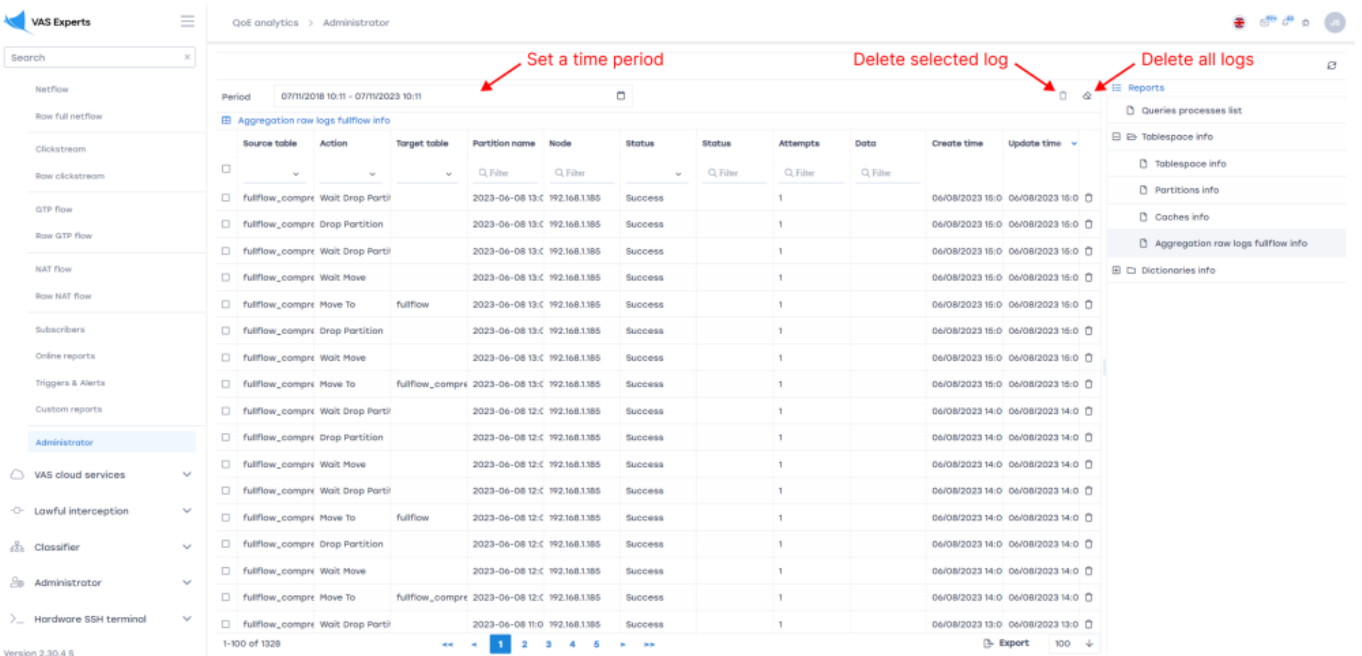 VAS Experts
QoE analytics > Administrator
JS
Search
Set a time period
Delete selected log
Delete all logs
Netflow
Raw full netflow
Clickstream
Raw clickstream
GTP flow
Raw GTP flow
NAT flow
Raw NAT flow
Subscribers
Online reports
Triggers & Alerts
Custom reports
Administrator
VAS cloud services
Lawful interception
Classifier
Administrator
Hardware SSH terminal
Version 2.30.4 S
Period 07/11/2018 10:11 - 07/11/2023 10:11
Aggregation raw logs fullflow info
Source table Action Target table Partition name Node Status Status Attempts Data Create time Update time
Filter Filter Filter Filter Filter
fullflow_compre Wait Drop Parti 2023-06-08 13:0 192.168.1.185 Success 1 06/08/2023 15:0 06/08/2023 15:0
fullflow_compre Drop Partition 2023-06-08 13:0 192.168.1.185 Success 1 06/08/2023 15:0 06/08/2023 15:0
fullflow_compre Wait Drop Parti 2023-06-08 13:0 192.168.1.185 Success 1 06/08/2023 15:0 06/08/2023 15:0
fullflow_compre Wait Move 2023-06-08 13:0 192.168.1.185 Success 1 06/08/2023 15:0 06/08/2023 15:0
fullflow_compre Move To fullflow 2023-06-08 13:0 192.168.1.185 Success 1 06/08/2023 15:0 06/08/2023 15:0
fullflow_compre Drop Partition 2023-06-08 13:0 192.168.1.185 Success 1 06/08/2023 15:0 06/08/2023 15:0
fullflow_compre Wait Move 2023-06-08 13:0 192.168.1.185 Success 1 06/08/2023 15:0 06/08/2023 15:0
fullflow_compre Move To fullflow_compre 2023-06-08 13:0 192.168.1.185 Success 1 06/08/2023 15:0 06/08/2023 15:0
fullflow_compre Wait Drop Parti 2023-06-08 12:0 192.168.1.185 Success 1 06/08/2023 14:0 06/08/2023 14:0
fullflow_compre Drop Partition 2023-06-08 12:0 192.168.1.185 Success 1 06/08/2023 14:0 06/08/2023 14:0
fullflow_compre Wait Move 2023-06-08 12:0 192.168.1.185 Success 1 06/08/2023 14:0 06/08/2023 14:0
fullflow_compre Wait Drop Parti 2023-06-08 12:0 192.168.1.185 Success 1 06/08/2023 14:0 06/08/2023 14:0
fullflow_compre Move To fullflow 2023-06-08 12:0 192.168.1.185 Success 1 06/08/2023 14:0 06/08/2023 14:0
fullflow_compre Drop Partition 2023-06-08 12:0 192.168.1.185 Success 1 06/08/2023 14:0 06/08/2023 14:0
fullflow_compre Wait Move 2023-06-08 12:0 192.168.1.185 Success 1 06/08/2023 14:0 06/08/2023 14:0
fullflow_compre Move To fullflow_compre 2023-06-08 12:0 192.168.1.185 Success 1 06/08/2023 14:0 06/08/2023 14:0
fullflow_compre Wait Drop Parti 2023-06-08 11:0 192.168.1.185 Success 1 06/08/2023 13:0 06/08/2023 13:0
1-100 of 1328
<< < 1 2 3 4 5 > >>
Export 100
Reports
Queries processes list
Tablespace info
Tablespace info
Partitions info
Caches info
Aggregation raw logs fullflow info
Dictionaries info